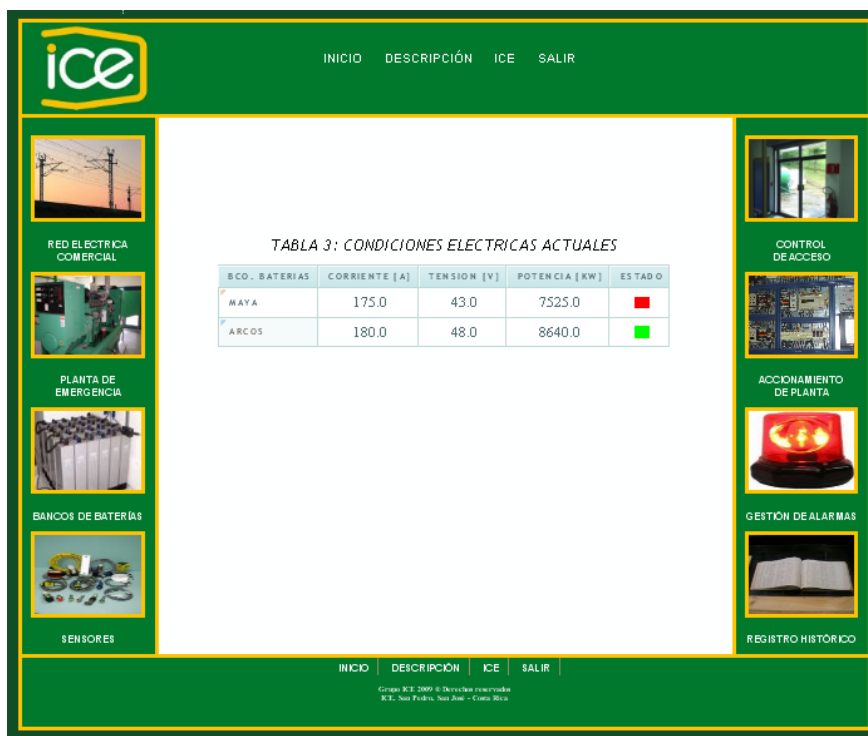 ice
INICIO DESCRIPCIÓN ICE SALIR
RED ELECTRICA
COMERCIAL
PLANTA DE
EMERGENCIA
BANCOS DE BATERÍAS
SENSORES
TABLA 3: CONDICIONES ELECTRICAS ACTUALES
BCO. BATERIAS CORRIENTE [A] TENSION [V] POTENCIA [KW] ESTADO
MAYA 175.0 43.0 7525.0
ARCOS 180.0 48.0 8640.0
CONTROL
DE ACCESO
ACCIONAMIENTO
DE PLANTA
GESTIÓN DE ALARMAS
REGISTRO HISTÓRICO
INICIO DESCRIPCIÓN ICE SALIR
Grupo ICE 2009 © Derechos reservados
ICE, San Pedro, San José - Costa Rica